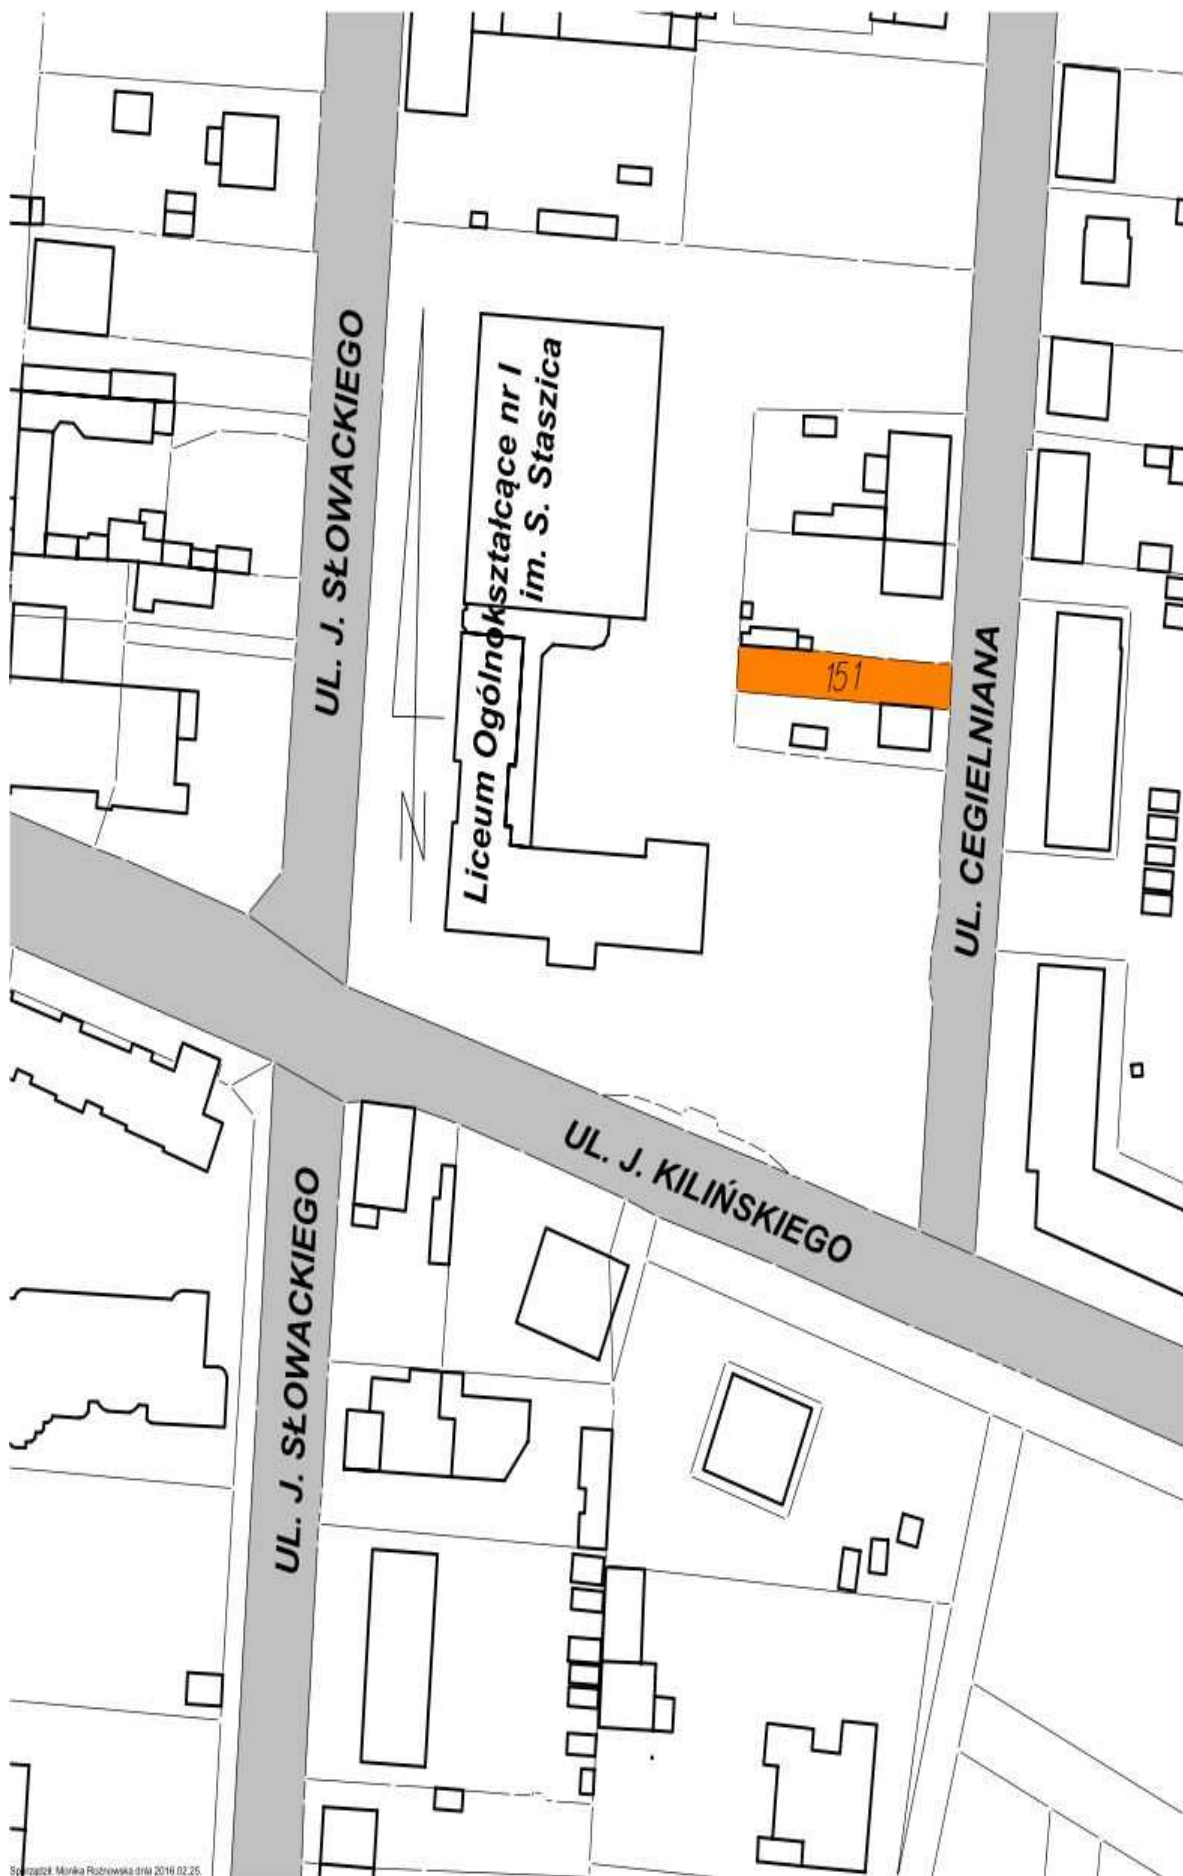 UL. J. SŁOWACKIEGO
Liceum Ogólnokształcące nr I
im. S. Staszica
151
UL. CEGIELNIANA
N
UL. J. KILIŃSKIEGO
UL. J. SŁOWACKIEGO
Sporządził: Monika Rożnowska dnia 2016.02.25.